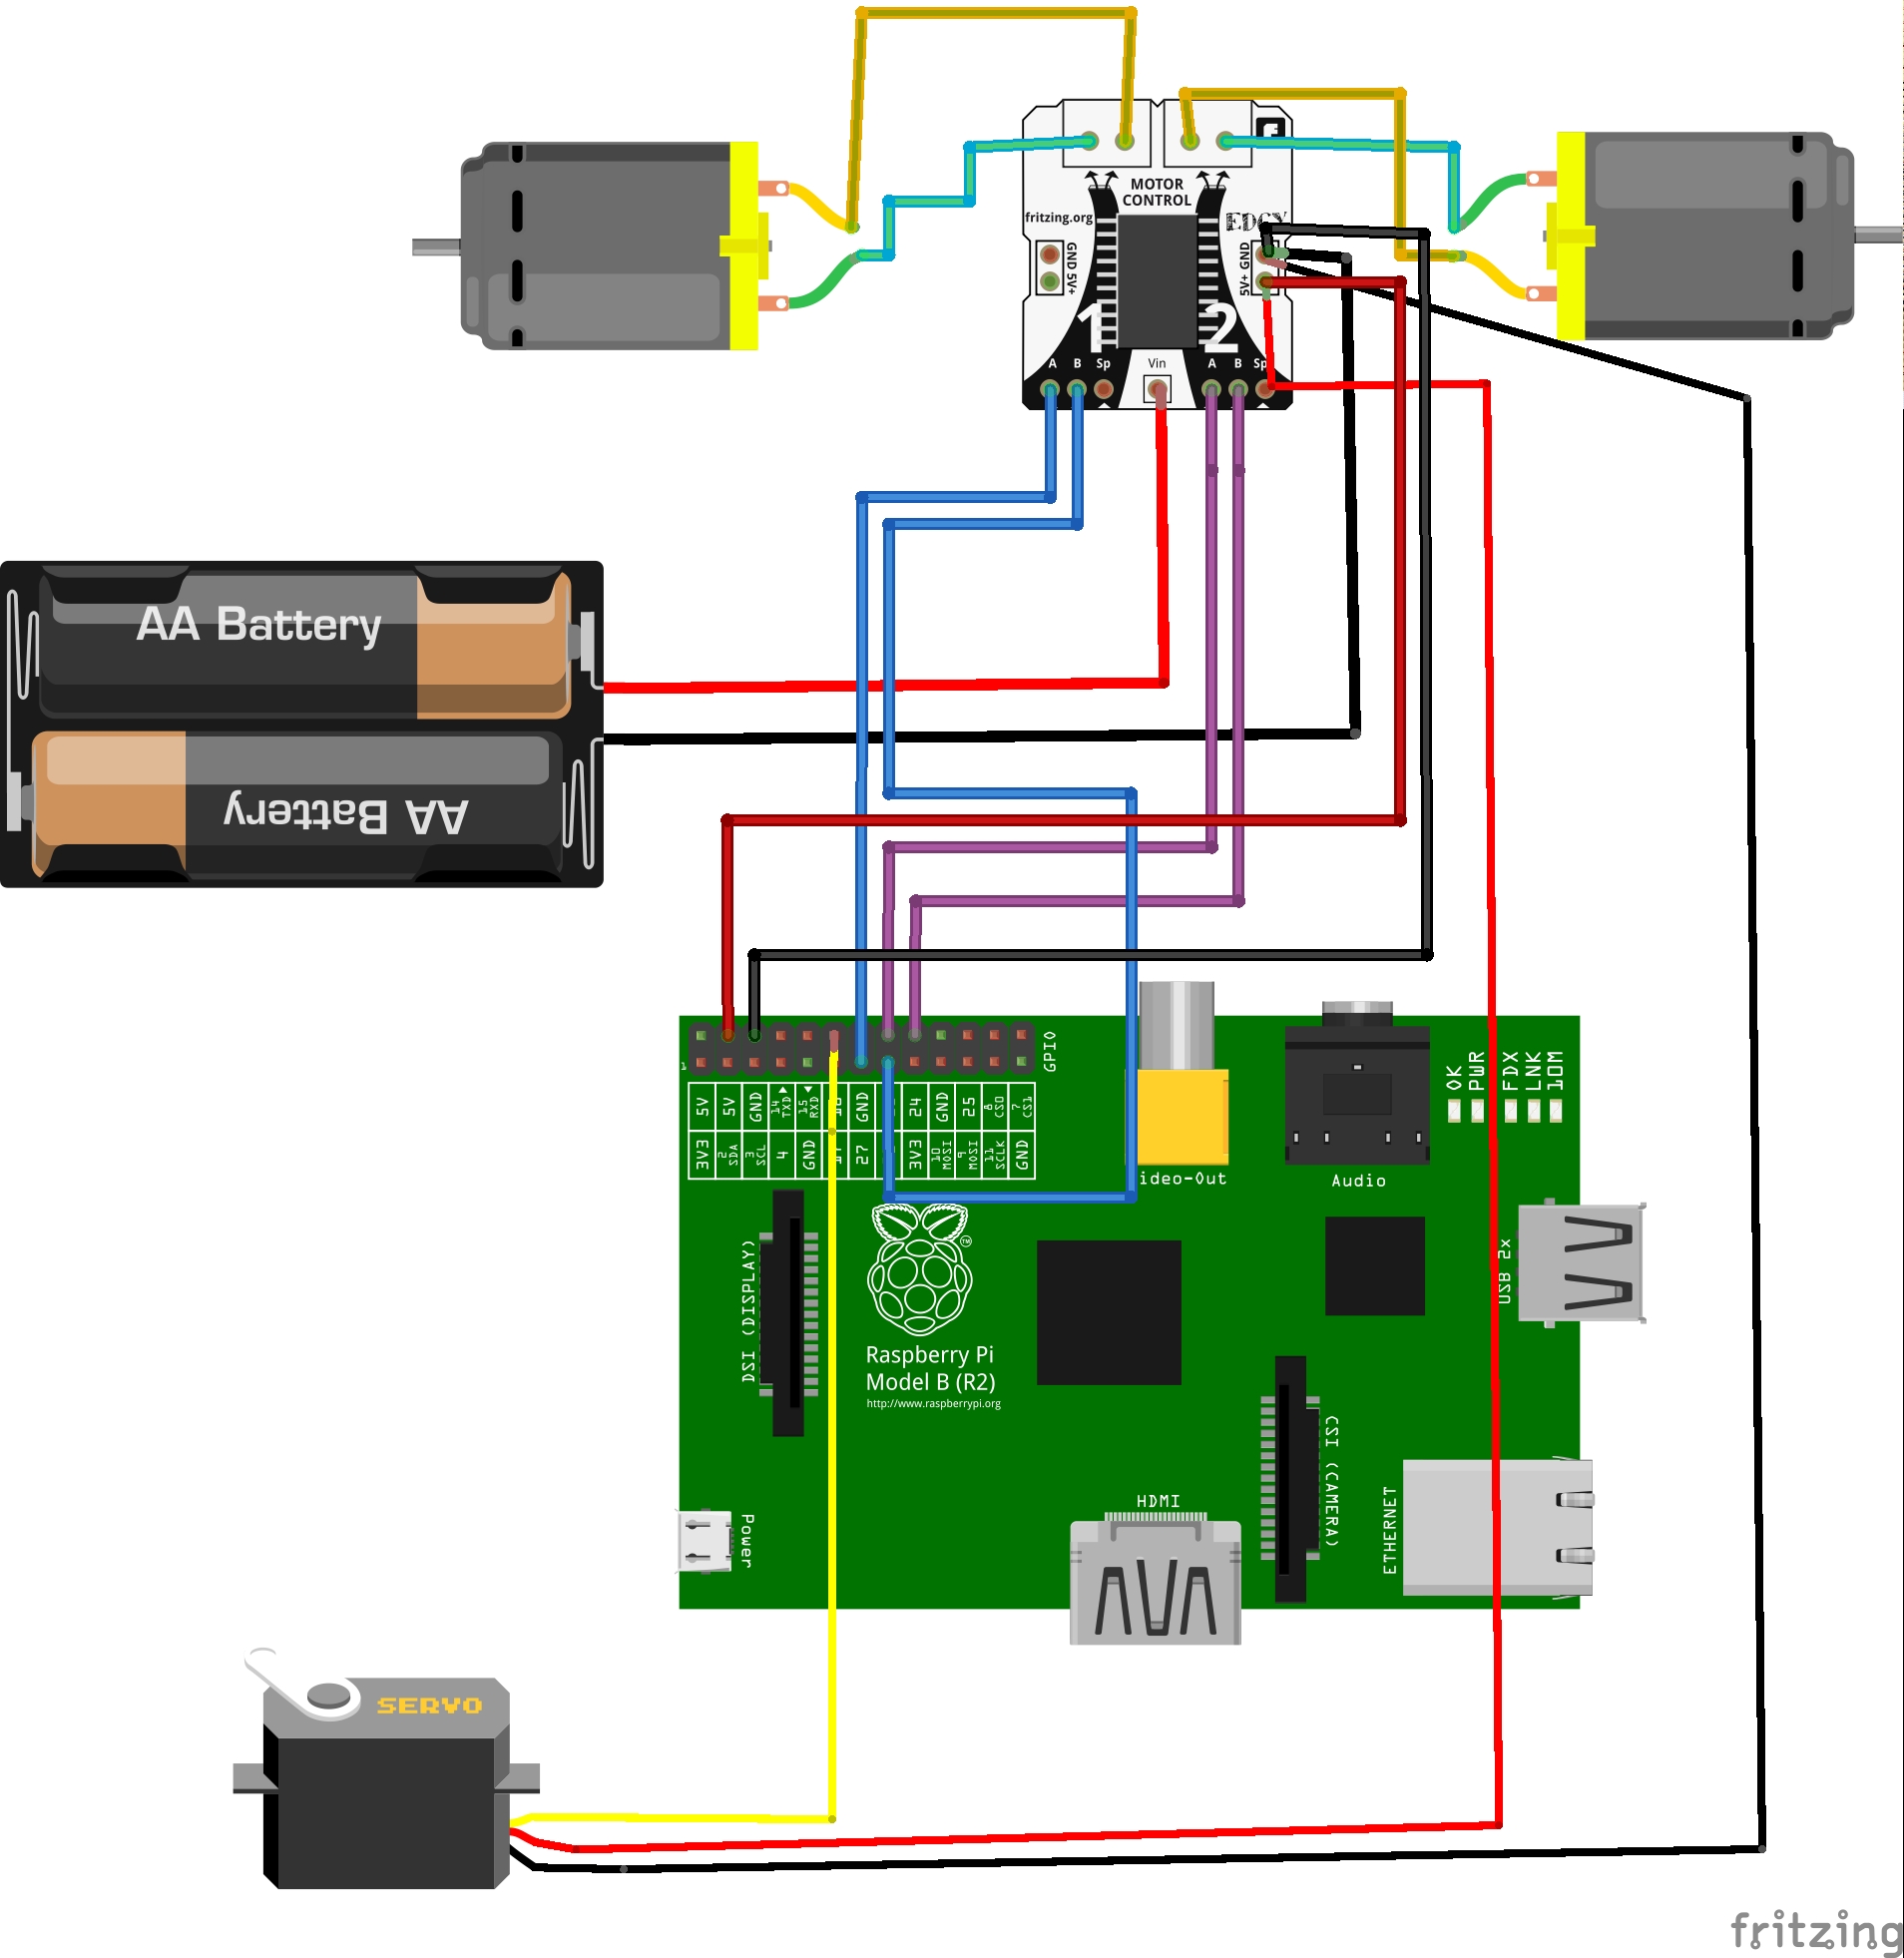 MOTOR
CONTROL
fritzing.org
EDGY
GND 5V+
5V+ GND
1
2
A B Sp
Vin
A B Sp
AA Battery
AA Battery
GPIO
1
5V 5V GND 14 TXD 15 RXD 18 GND 24 GND 25 8 CS0 7 CS1
3V3 2 SDA 3 SCL 4 GND 17 27 3V3 10 MOSI 9 MOSI 11 SCLK GND
OK
PWR
FDX
LNK
10M
ideo-Out
Audio
USB 2x
DSI (DISPLAY)
TM
Raspberry Pi
Model B (R2)
http://www.raspberrypi.org
CSI (CAMERA)
HDMI
ETHERNET
Power
SERVO
fritzing